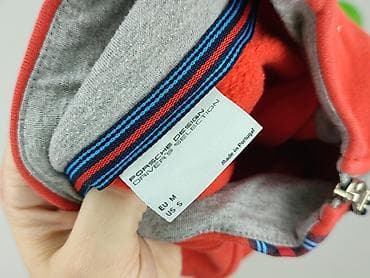 PORSCHE DESIGN
DRIVER'S SELECTION
EU M
US S
Made in Portugal